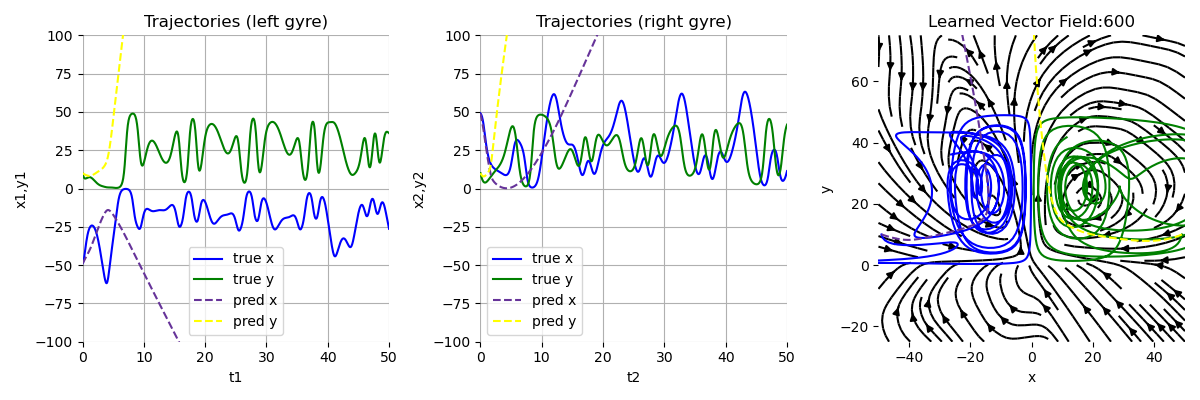 Trajectories (left gyre)
100
75
50
25
0
−25
−50
−75
−100
x1,y1
0 10 20 30 40 50
t1
true x
true y
pred x
pred y
Trajectories (right gyre)
100
75
50
25
0
−25
−50
−75
−100
x2,y2
0 10 20 30 40 50
t2
true x
true y
pred x
pred y
Learned Vector Field:600
60
40
20
0
−20
y
−40 −20 0 20 40
x